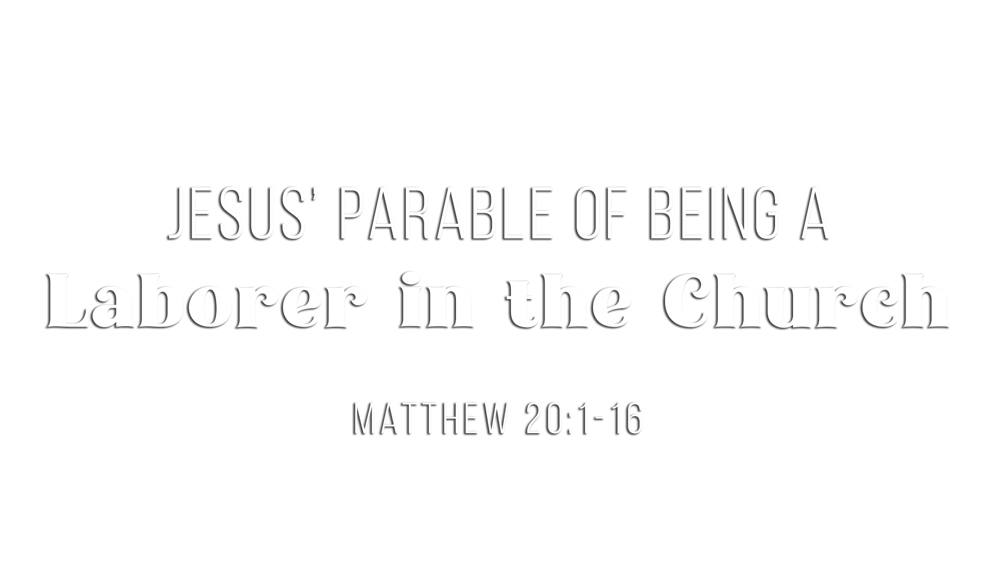 JESUS’ PARABLE OF BEING A
Laborer in the Church
MATTHEW 20:1-16